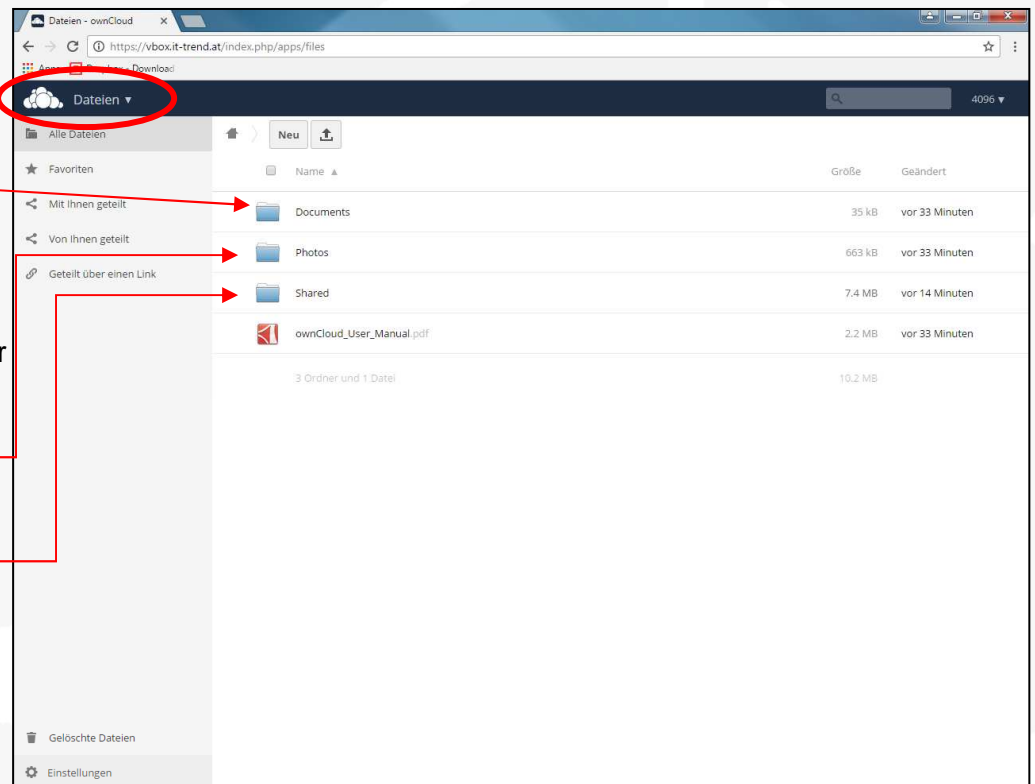 Dateien - ownCloud
https://vbox.it-trend.at/index.php/apps/files
Download
Dateien ▾
4096 ▾
Alle Dateien
Neu
Favoriten
Name ▲ Größe Geändert
Mit Ihnen geteilt
Documents 35 kB vor 33 Minuten
Von Ihnen geteilt
Photos 663 kB vor 33 Minuten
Geteilt über einen Link
Shared 7.4 MB vor 14 Minuten
ownCloud_User_Manual.pdf 2.2 MB vor 33 Minuten
r
3 Ordner und 1 Datei 10.2 MB
Gelöschte Dateien
Einstellungen